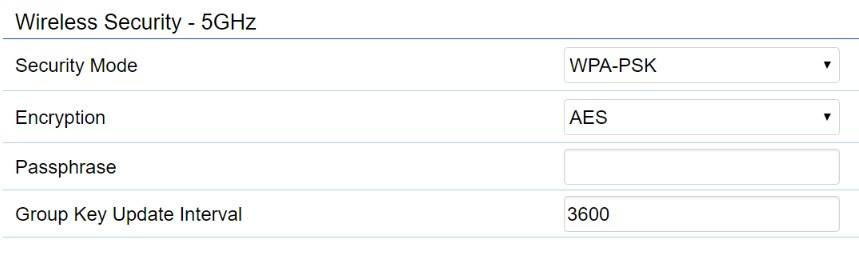 Wireless Security - 5GHz
Security Mode WPA-PSK
Encryption AES
Passphrase
Group Key Update Interval 3600